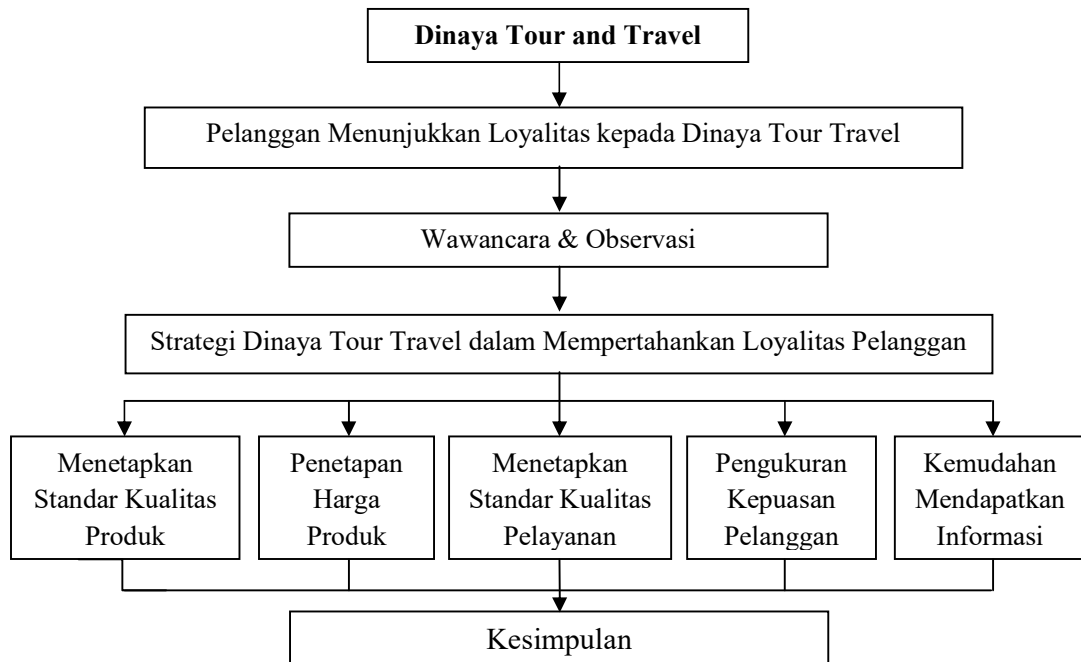 Dinaya Tour and Travel
Pelanggan Menunjukkan Loyalitas kepada Dinaya Tour Travel
Wawancara & Observasi
Strategi Dinaya Tour Travel dalam Mempertahankan Loyalitas Pelanggan
Menetapkan
Standar Kualitas
Produk
Penetapan
Harga
Produk
Menetapkan
Standar Kualitas
Pelayanan
Pengukuran
Kepuasan
Pelanggan
Kemudahan
Mendapatkan
Informasi
Kesimpulan